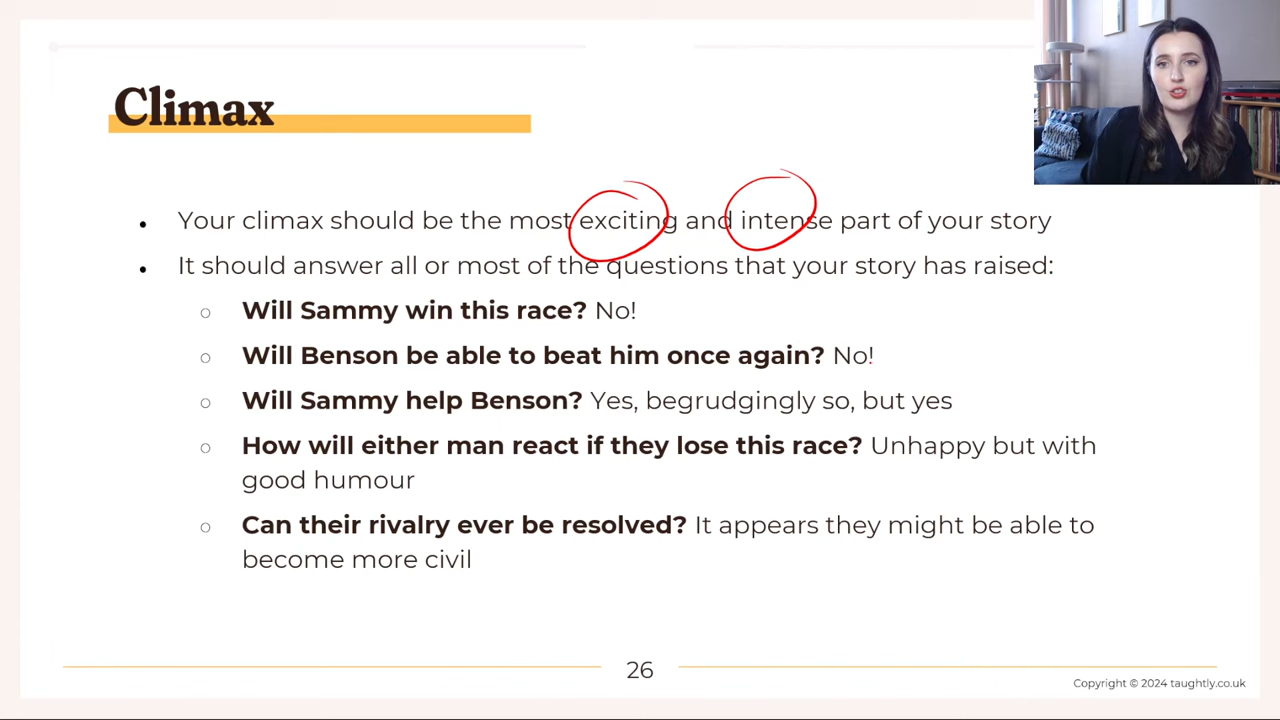 Climax
• Your climax should be the most exciting and intense part of your story
• It should answer all or most of the questions that your story has raised:
○ Will Sammy win this race? No!
○ Will Benson be able to beat him once again? No!
○ Will Sammy help Benson? Yes, begrudgingly so, but yes
○ How will either man react if they lose this race? Unhappy but with
good humour
○ Can their rivalry ever be resolved? It appears they might be able to
become more civil
26
Copyright © 2024 taughtly.co.uk